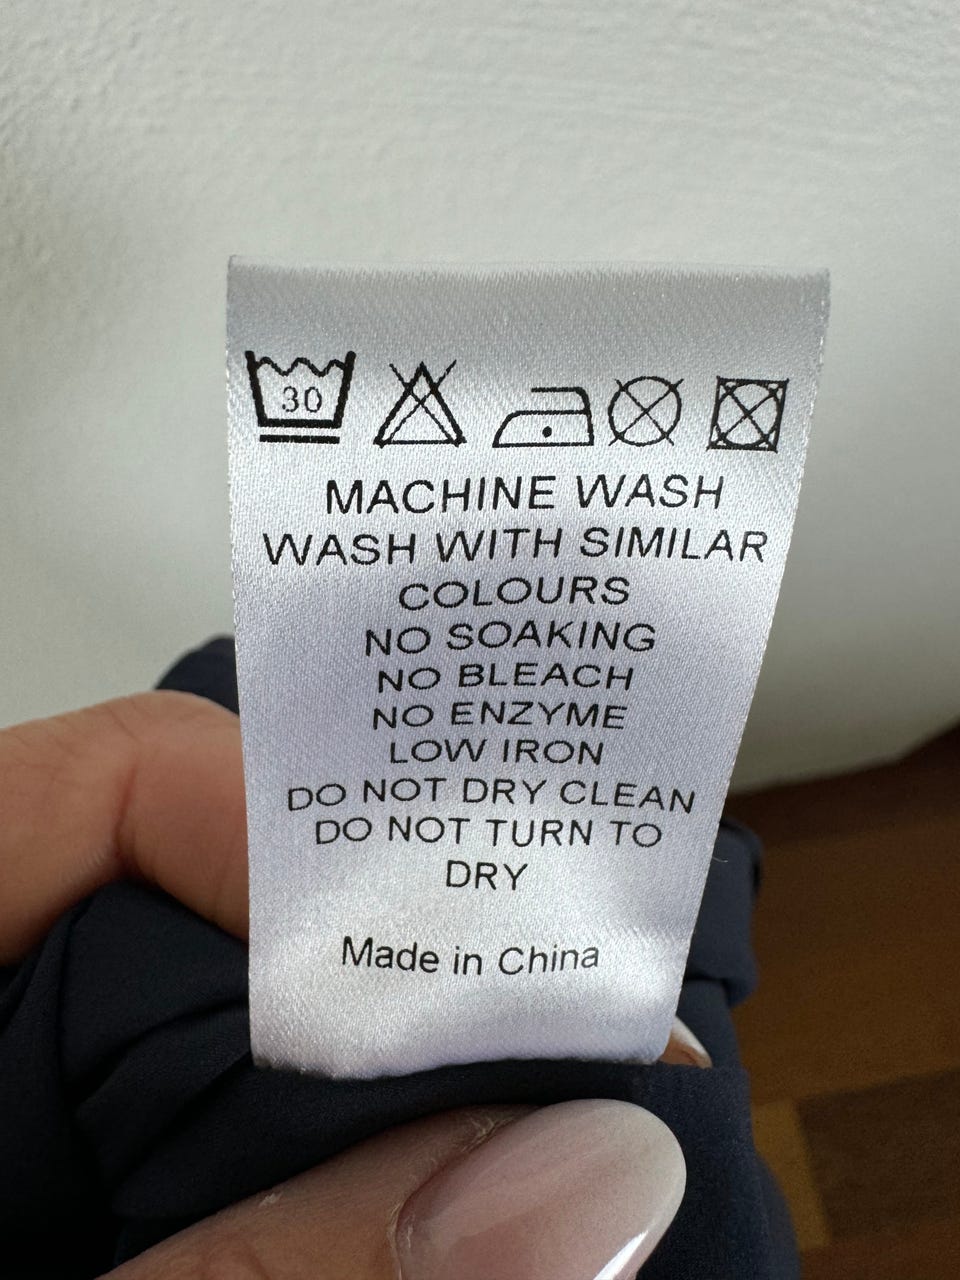 30
MACHINE WASH
WASH WITH SIMILAR
COLOURS
NO SOAKING
NO BLEACH
NO ENZYME
LOW IRON
DO NOT DRY CLEAN
DO NOT TURN TO
DRY
Made in China